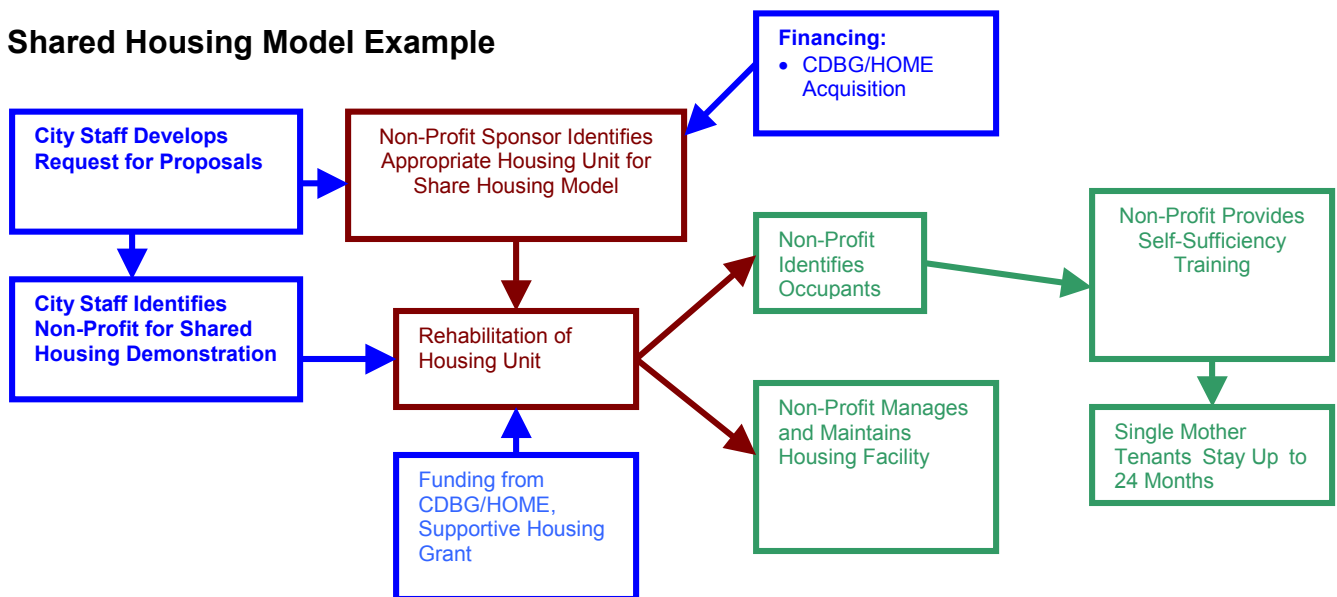 Shared Housing Model Example
Financing:
• CDBG/HOME
Acquisition
City Staff Develops
Request for Proposals
Non-Profit Sponsor Identifies
Appropriate Housing Unit for
Share Housing Model
City Staff Identifies
Non-Profit for Shared
Housing Demonstration
Rehabilitation of
Housing Unit
Funding from
CDBG/HOME,
Supportive Housing
Grant
Non-Profit
Identifies
Occupants
Non-Profit Manages
and Maintains
Housing Facility
Non-Profit Provides
Self-Sufficiency
Training
Single Mother
Tenants Stay Up to
24 Months